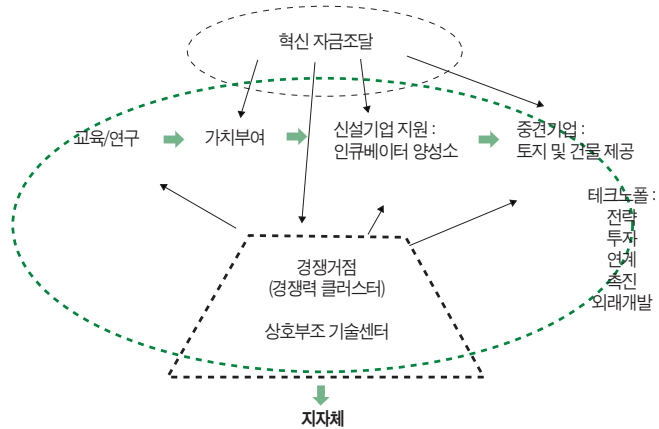 혁신 자금조달
교육/연구
가치부여
신설기업 지원 :
인큐베이터 양성소
중견기업 :
토지 및 건물 제공
테크노폴 :
전략
투자
연계
촉진
외래개발
경쟁거점
(경쟁력 클러스터)
상호부조 기술센터
지자체